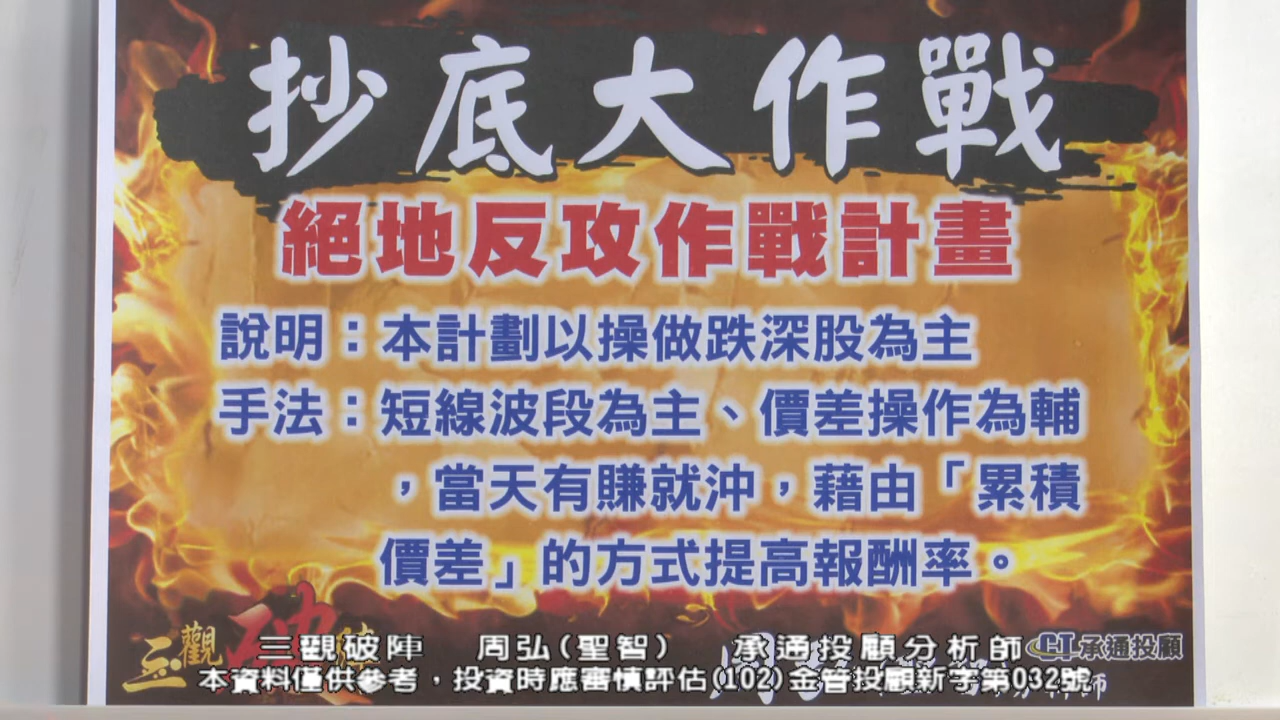 抄底大作戰
絕地反攻作戰計畫
說明：本計劃以操做跌深股為主
手法：短線波段為主、價差操作為輔
，當天有賺就沖，藉由「累積
價差」的方式提高報酬率。
三觀破陣 周弘(聖智) 承通投顧分析師
CT承通投顧
本資料僅供參考，投資時應審慎評估(102)金管投顧新字第032號